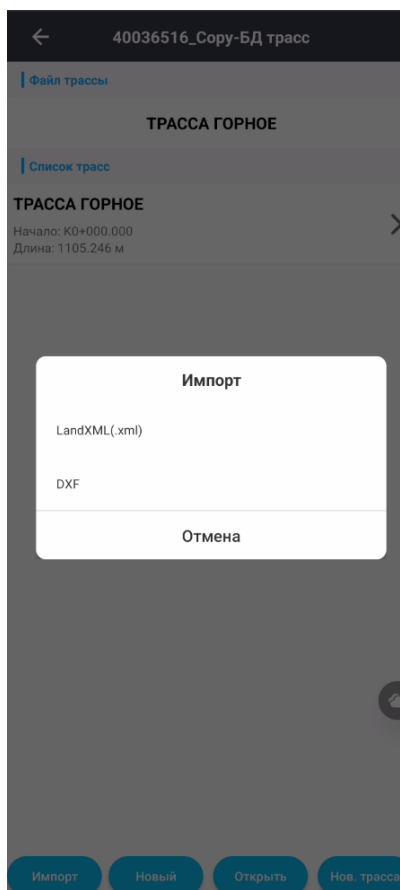 40036516_Copy-БД трасс
Файл трассы
ТРАССА ГОРНОЕ
Список трасс
ТРАССА ГОРНОЕ
Начало: K0+000.000
Длина: 1105.246 м
Импорт
LandXML(.xml)
DXF
Отмена
Импорт
Новый
Открыть
Нов. трасса